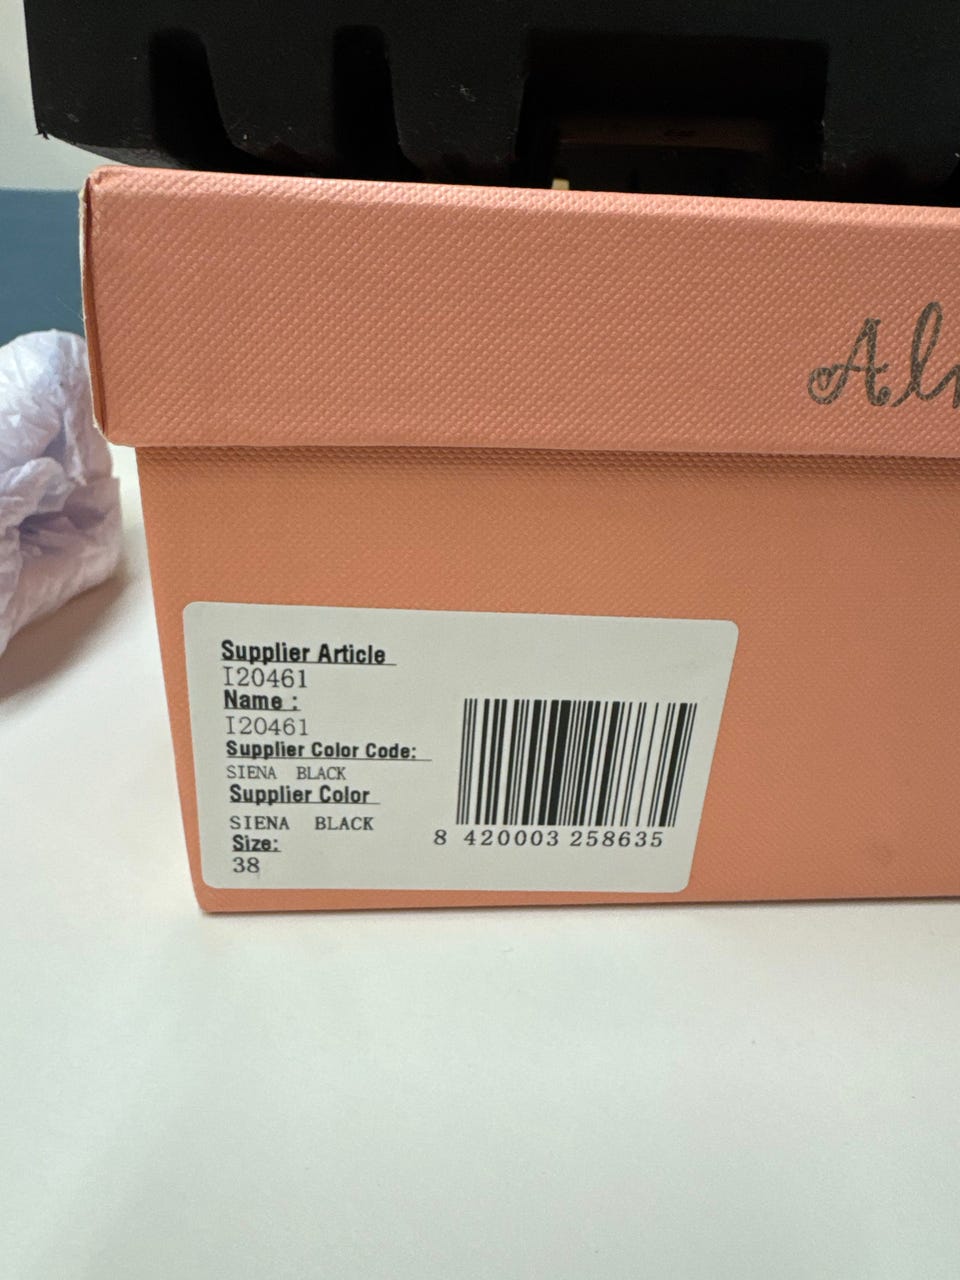 Supplier Article
I20461
Name :
I20461
Supplier Color Code:
SIENA BLACK
Supplier Color
SIENA BLACK
Size:
38
8 420003 258635